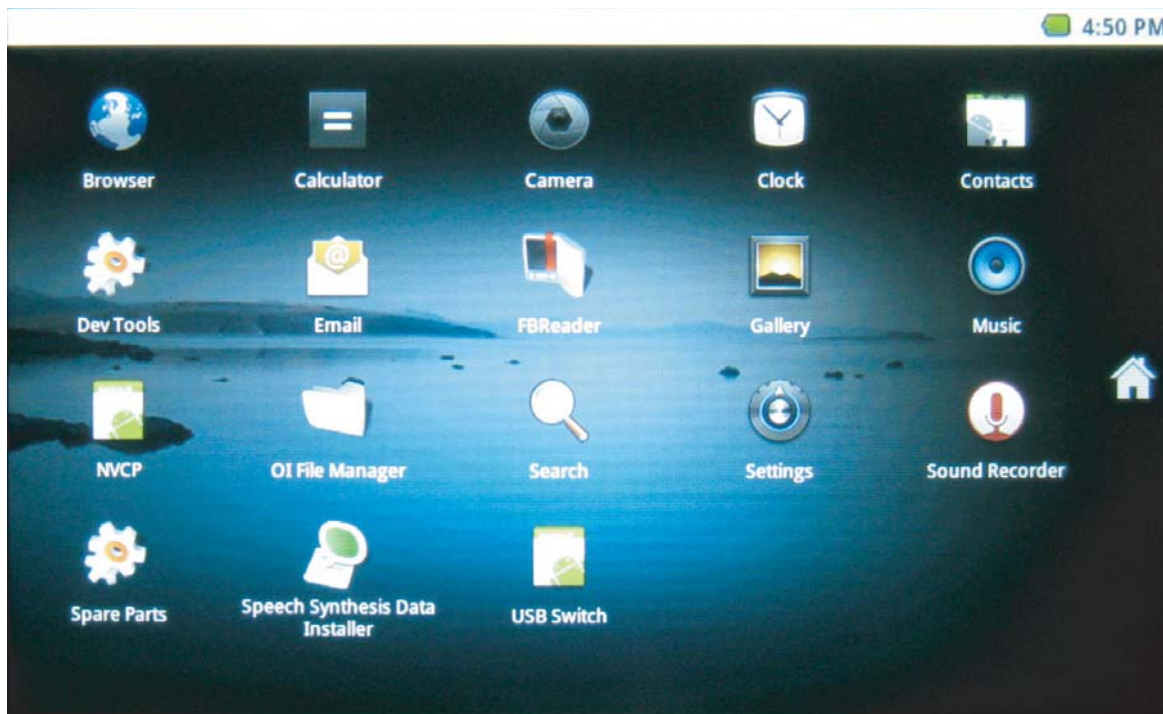 4:50 PM
Browser
Calculator
Camera
Clock
Contacts
Dev Tools
Email
FBReader
Gallery
Music
NVCP
OI File Manager
Search
Settings
Sound Recorder
Spare Parts
Speech Synthesis Data
Installer
USB Switch